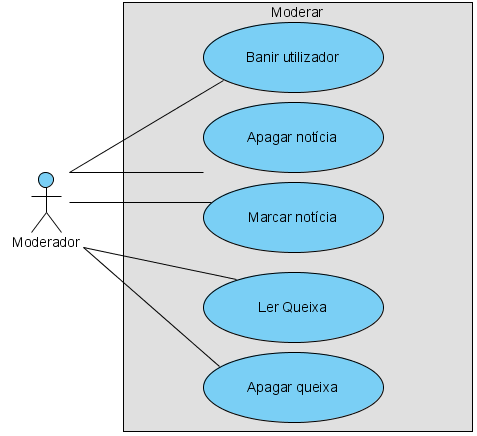 Moderar
Banir utilizador
Apagar notícia
Marcar notícia
Moderador
Ler Queixa
Apagar queixa